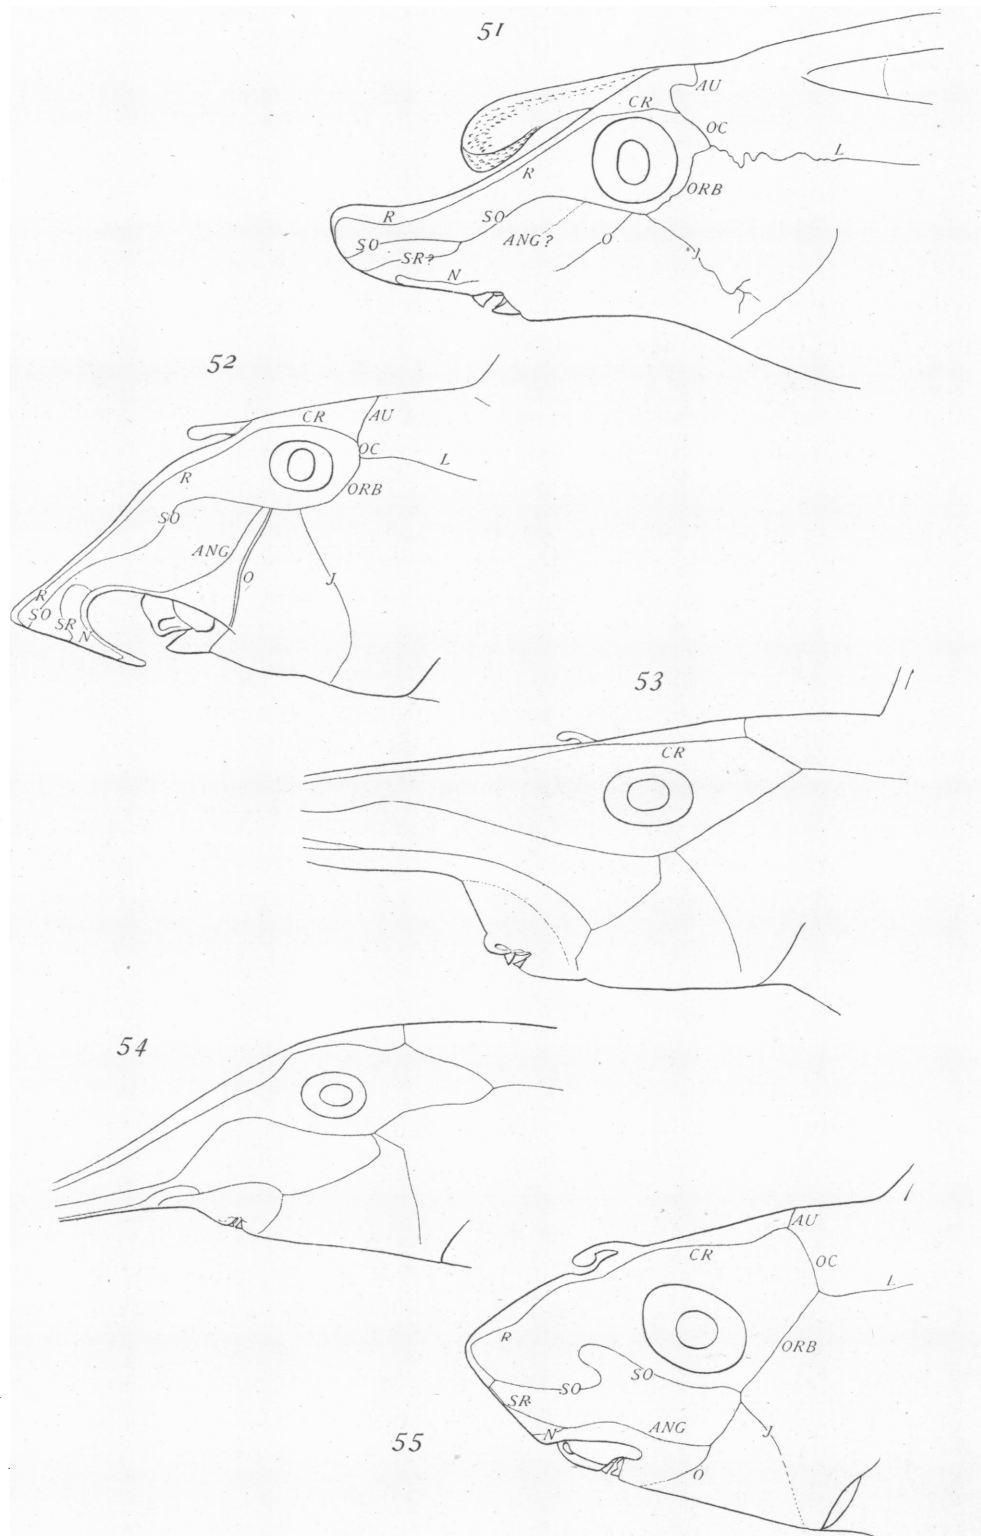 51
AU
CR
OC
L
R
ORB
R
SO
SO
ANG?
O
J
SR?
N
52
CR
AU
OC
L
R
ORB
SO
ANG
O
J
R
SO
SR
N
53
CR
54
AU
CR
OC
L
R
ORB
SO
SO
SR
ANG
J
N
O
55